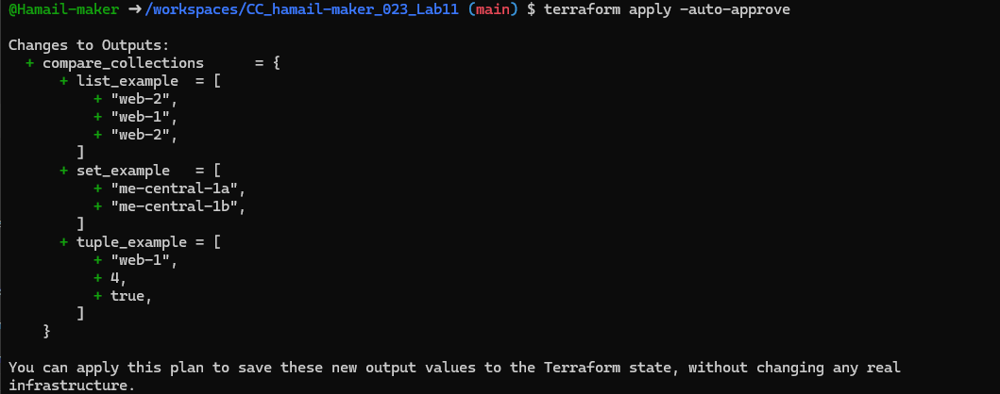 @Hamail-maker ➜ /workspaces/CC_hamail-maker_023_Lab11 (main) $ terraform apply -auto-approve
Changes to Outputs:
  + compare_collections      = {
      + list_example  = [
          + "web-2",
          + "web-1",
          + "web-2",
        ]
      + set_example   = [
          + "me-central-1a",
          + "me-central-1b",
        ]
      + tuple_example = [
          + "web-1",
          + 4,
          + true,
        ]
    }
You can apply this plan to save these new output values to the Terraform state, without changing any real
infrastructure.